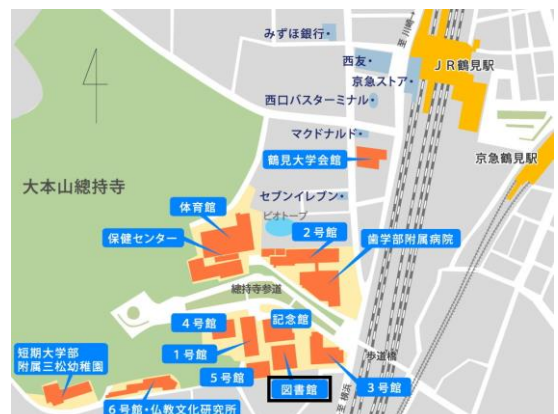 みずほ銀行
至 川崎
JR鶴見駅
西友
京急ストア
西口バスターミナル
マクドナルド
鶴見大学会館
京急鶴見駅
大本山總持寺
セブンイレブン
体育館
ビオトープ
保健センター
2号館
歯学部附属病院
總持寺参道
4号館
記念館
1号館
歩道橋
短期大学部
附属三松幼稚園
5号館
図書館
3号館
6号館・仏教文化研究所
至 横浜